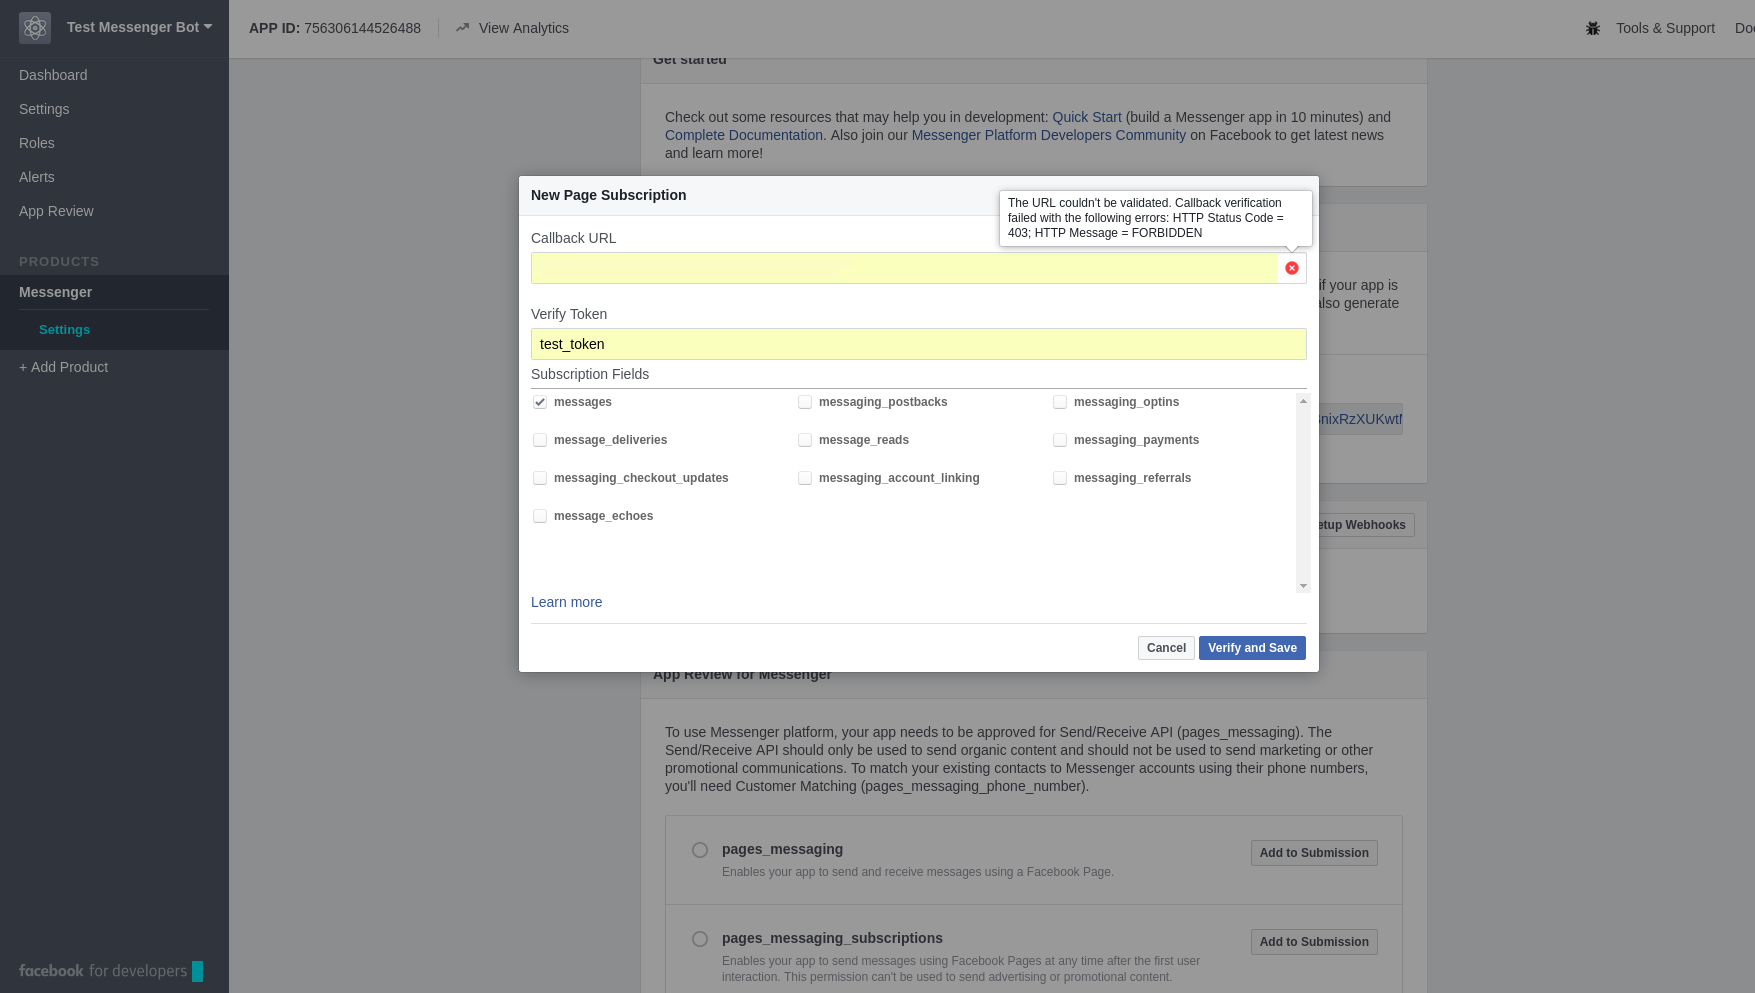 Test Messenger Bot
APP ID: 756306144526488
View Analytics
Tools & Support
Dashboard
Settings
Roles
Alerts
App Review
PRODUCTS
Messenger
Settings
+ Add Product
facebook for developers
Get started
Check out some resources that may help you in development: Quick Start (build a Messenger app in 10 minutes) and
Complete Documentation. Also join our Messenger Platform Developers Community on Facebook to get latest news
and learn more!
New Page Subscription
The URL couldn't be validated. Callback verification
failed with the following errors: HTTP Status Code =
403; HTTP Message = FORBIDDEN
Callback URL
Verify Token
test_token
Subscription Fields
messages
messaging_postbacks
messaging_optins
message_deliveries
message_reads
messaging_payments
messaging_checkout_updates
messaging_account_linking
messaging_referrals
message_echoes
Learn more
Cancel
Verify and Save
if your app is
also generate
etup Webhooks
App Review for Messenger
To use Messenger platform, your app needs to be approved for Send/Receive API (pages_messaging). The
Send/Receive API should only be used to send organic content and should not be used to send marketing or other
promotional communications. To match your existing contacts to Messenger accounts using their phone numbers,
you'll need Customer Matching (pages_messaging_phone_number).
pages_messaging
Enables your app to send and receive messages using a Facebook Page.
Add to Submission
pages_messaging_subscriptions
Enables your app to send messages using Facebook Pages at any time after the first user
interaction. This permission can't be used to send advertising or promotional content.
Add to Submission